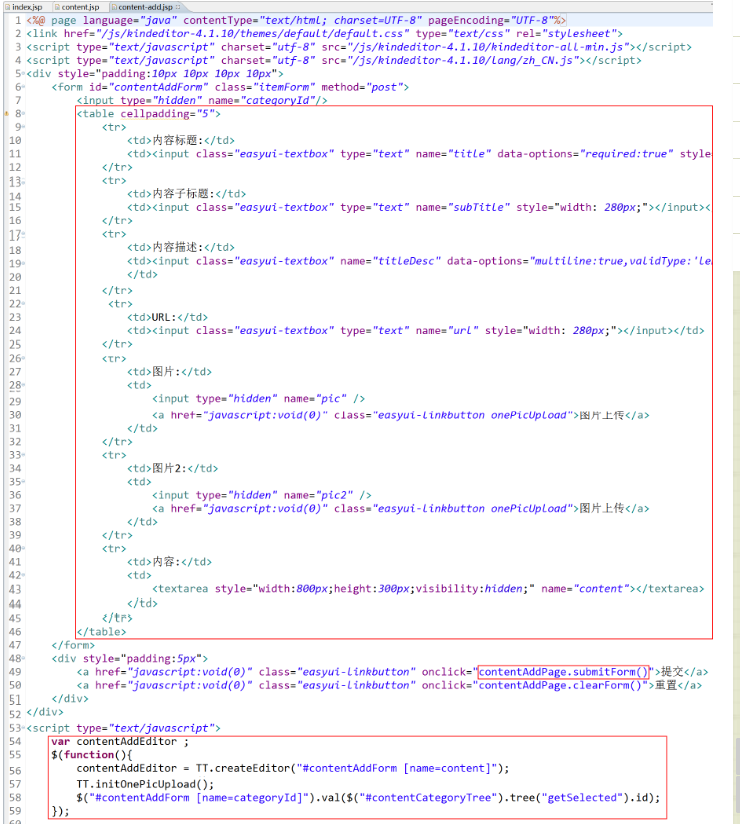 index.jsp content.jsp content-add.jsp
1 <%@ page language="java" contentType="text/html; charset=UTF-8" pageEncoding="UTF-8"%>
2 <link href="/js/kindeditor-4.1.10/themes/default/default.css" type="text/css" rel="stylesheet">
3 <script type="text/javascript" charset="utf-8" src="/js/kindeditor-4.1.10/kindeditor-all-min.js"></script>
4 <script type="text/javascript" charset="utf-8" src="/js/kindeditor-4.1.10/lang/zh_CN.js"></script>
5 <div style="padding:10px 10px 10px 10px">
6 <form id="contentAddForm" class="itemForm" method="post">
7 <input type="hidden" name="categoryId"/>
8 <table cellpadding="5">
9 <tr>
10 <td>内容标题:</td>
11 <td><input class="easyui-textbox" type="text" name="title" data-options="required:true" style
12 </tr>
13 <tr>
14 <td>内容子标题:</td>
15 <td><input class="easyui-textbox" type="text" name="subTitle" style="width: 280px;"></input><
16 </tr>
17 <tr>
18 <td>内容描述:</td>
19 <td><input class="easyui-textbox" name="titleDesc" data-options="multiline:true,validType:'le
20 </td>
21 </tr>
22 <tr>
23 <td>URL:</td>
24 <td><input class="easyui-textbox" type="text" name="url" style="width: 280px;"></input></td>
25 </tr>
26 <tr>
27 <td>图片:</td>
28 <td>
29 <input type="hidden" name="pic" />
30 <a href="javascript:void(0)" class="easyui-linkbutton onePicUpload">图片上传</a>
31 </td>
32 </tr>
33 <tr>
34 <td>图片2:</td>
35 <td>
36 <input type="hidden" name="pic2" />
37 <a href="javascript:void(0)" class="easyui-linkbutton onePicUpload">图片上传</a>
38 </td>
39 </tr>
40 <tr>
41 <td>内容:</td>
42 <td>
43 <textarea style="width:800px;height:300px;visibility:hidden;" name="content"></textarea>
44 </td>
45 </tr>
46 </table>
47 </form>
48 <div style="padding:5px">
49 <a href="javascript:void(0)" class="easyui-linkbutton" onclick="contentAddPage.submitForm()">提交</a>
50 <a href="javascript:void(0)" class="easyui-linkbutton" onclick="contentAddPage.clearForm()">重置</a>
51 </div>
52 </div>
53 <script type="text/javascript">
54 var contentAddEditor ;
55 $(function(){
56 contentAddEditor = TT.createEditor("#contentAddForm [name=content]");
57 TT.initOnePicUpload();
58 $("#contentAddForm [name=categoryId]").val($("#contentCategoryTree").tree("getSelected").id);
59 });